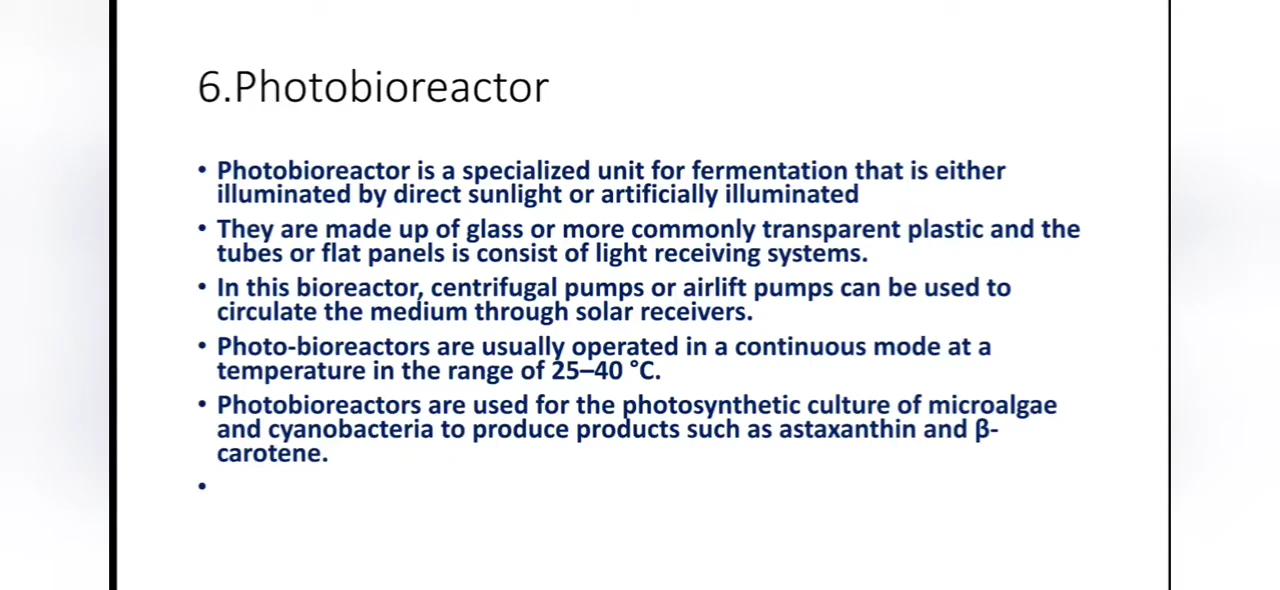 6.Photobioreactor
• Photobioreactor is a specialized unit for fermentation that is either
illuminated by direct sunlight or artificially illuminated
• They are made up of glass or more commonly transparent plastic and the
tubes or flat panels is consist of light receiving systems.
• In this bioreactor, centrifugal pumps or airlift pumps can be used to
circulate the medium through solar receivers.
• Photo-bioreactors are usually operated in a continuous mode at a
temperature in the range of 25–40 °C.
• Photobioreactors are used for the photosynthetic culture of microalgae
and cyanobacteria to produce products such as astaxanthin and β-
carotene.
•